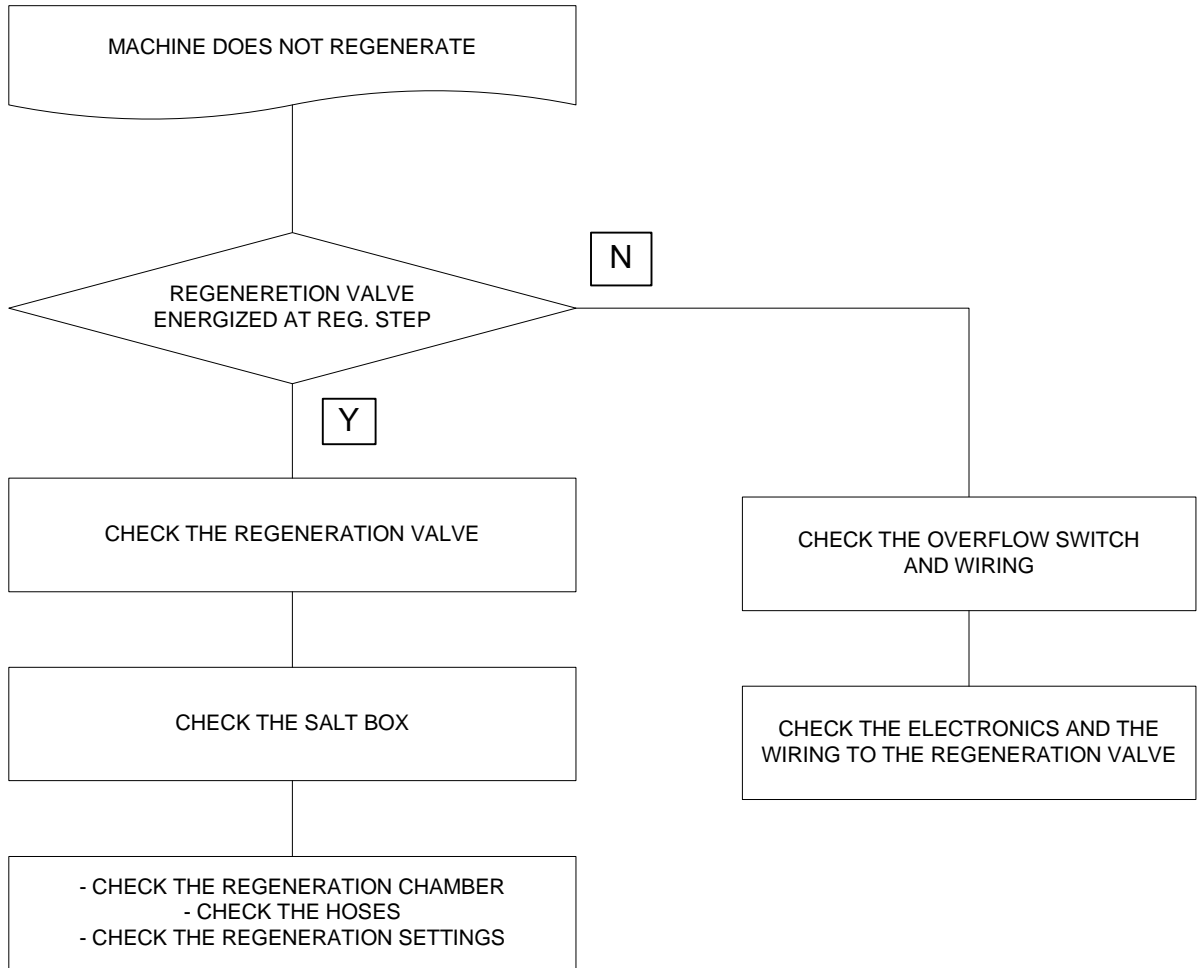 MACHINE DOES NOT REGENERATE
N
REGENERETION VALVE
ENERGIZED AT REG. STEP
Y
CHECK THE REGENERATION VALVE
CHECK THE OVERFLOW SWITCH
AND WIRING
CHECK THE SALT BOX
CHECK THE ELECTRONICS AND THE
WIRING TO THE REGENERATION VALVE
- CHECK THE REGENERATION CHAMBER
- CHECK THE HOSES
- CHECK THE REGENERATION SETTINGS